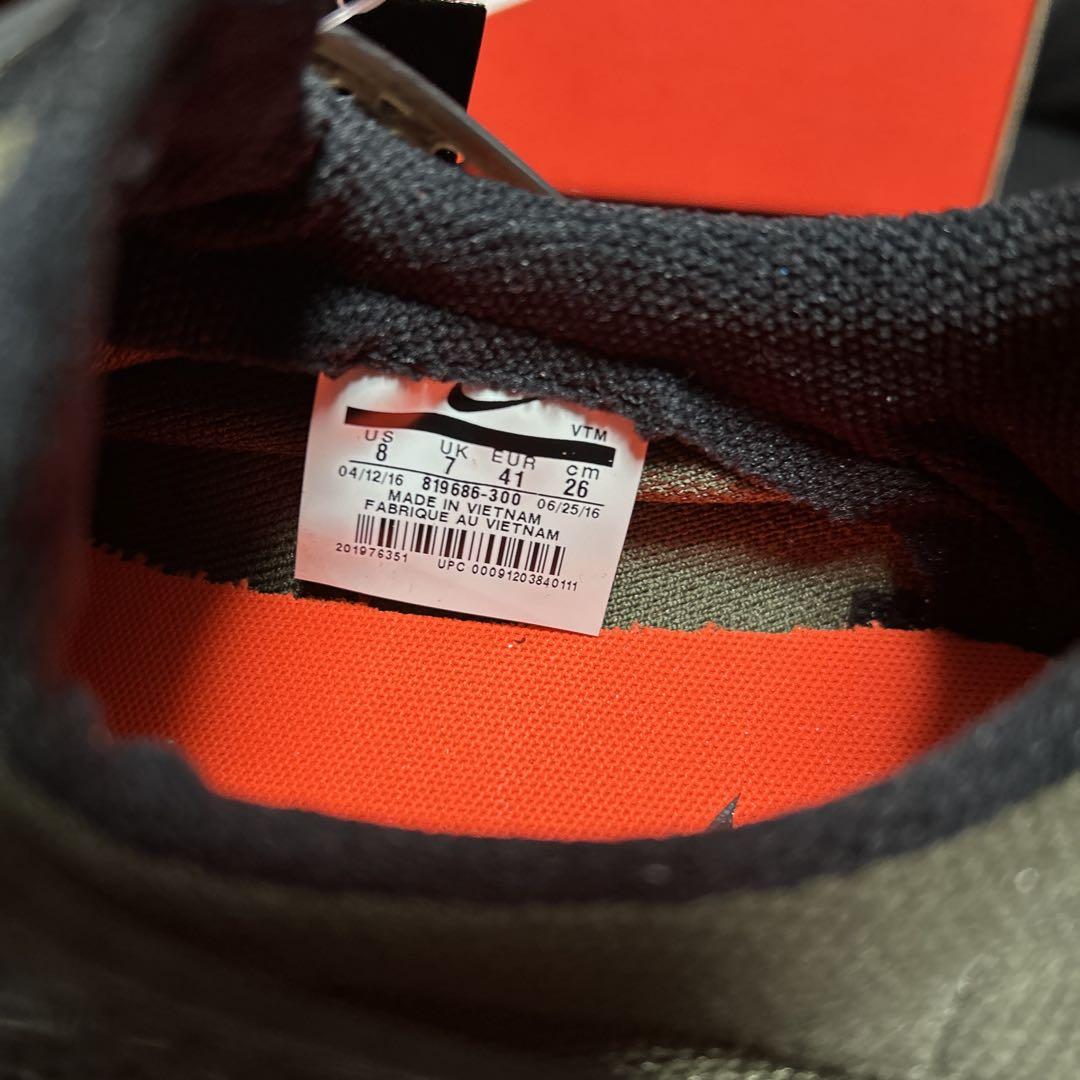 VTM
US UK EUR cm
8 7 41 26
04/12/16 819686-300 06/25/16
MADE IN VIETNAM
FABRIQUE AU VIETNAM
201976351 UPC 00091203840111